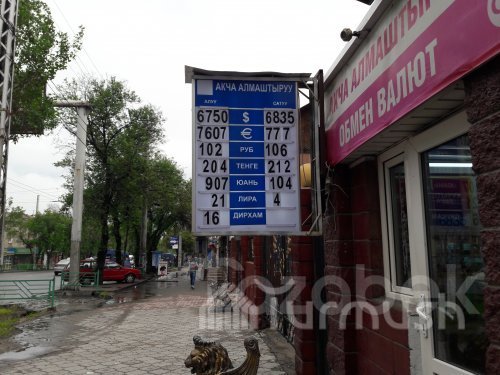 АКЧА АЛМАШТЫРУУ
АЛУУ САТУУ
6750 $ 6835
7607 € 777
102 РУБ 106
204 ТЕНГЕ 212
907 ЮАНЬ 104
21 ЛИРА 4
16 ДИРХАМ
АКЧА АЛМАШТЫ
ОБМЕН ВАЛЮТ